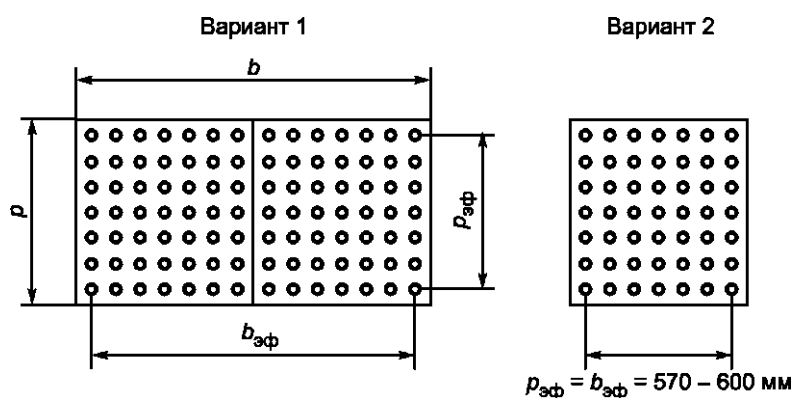 Вариант 1
Вариант 2
b
p
pэф
bэф
pэф = bэф = 570 – 600 мм